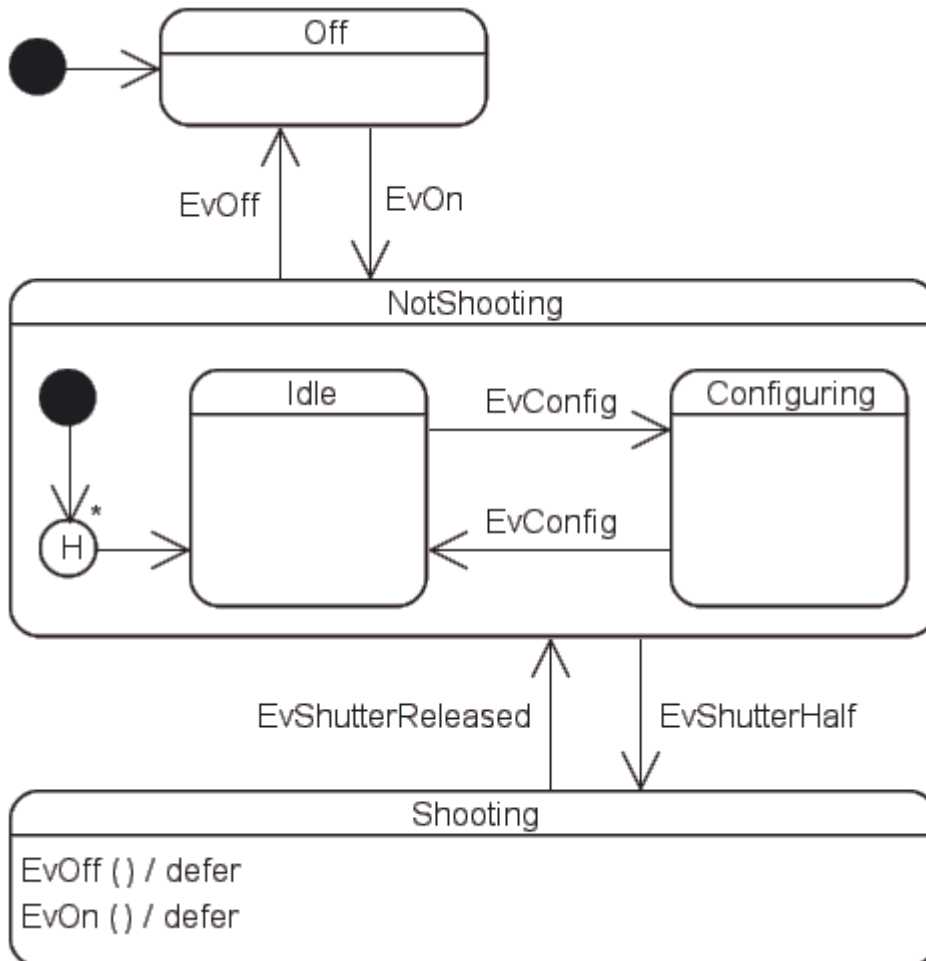 Off
EvOff
EvOn
NotShooting
Idle
EvConfig
Configuring
EvConfig
*
H
EvShutterReleased
EvShutterHalf
Shooting
EvOff () / defer
EvOn () / defer